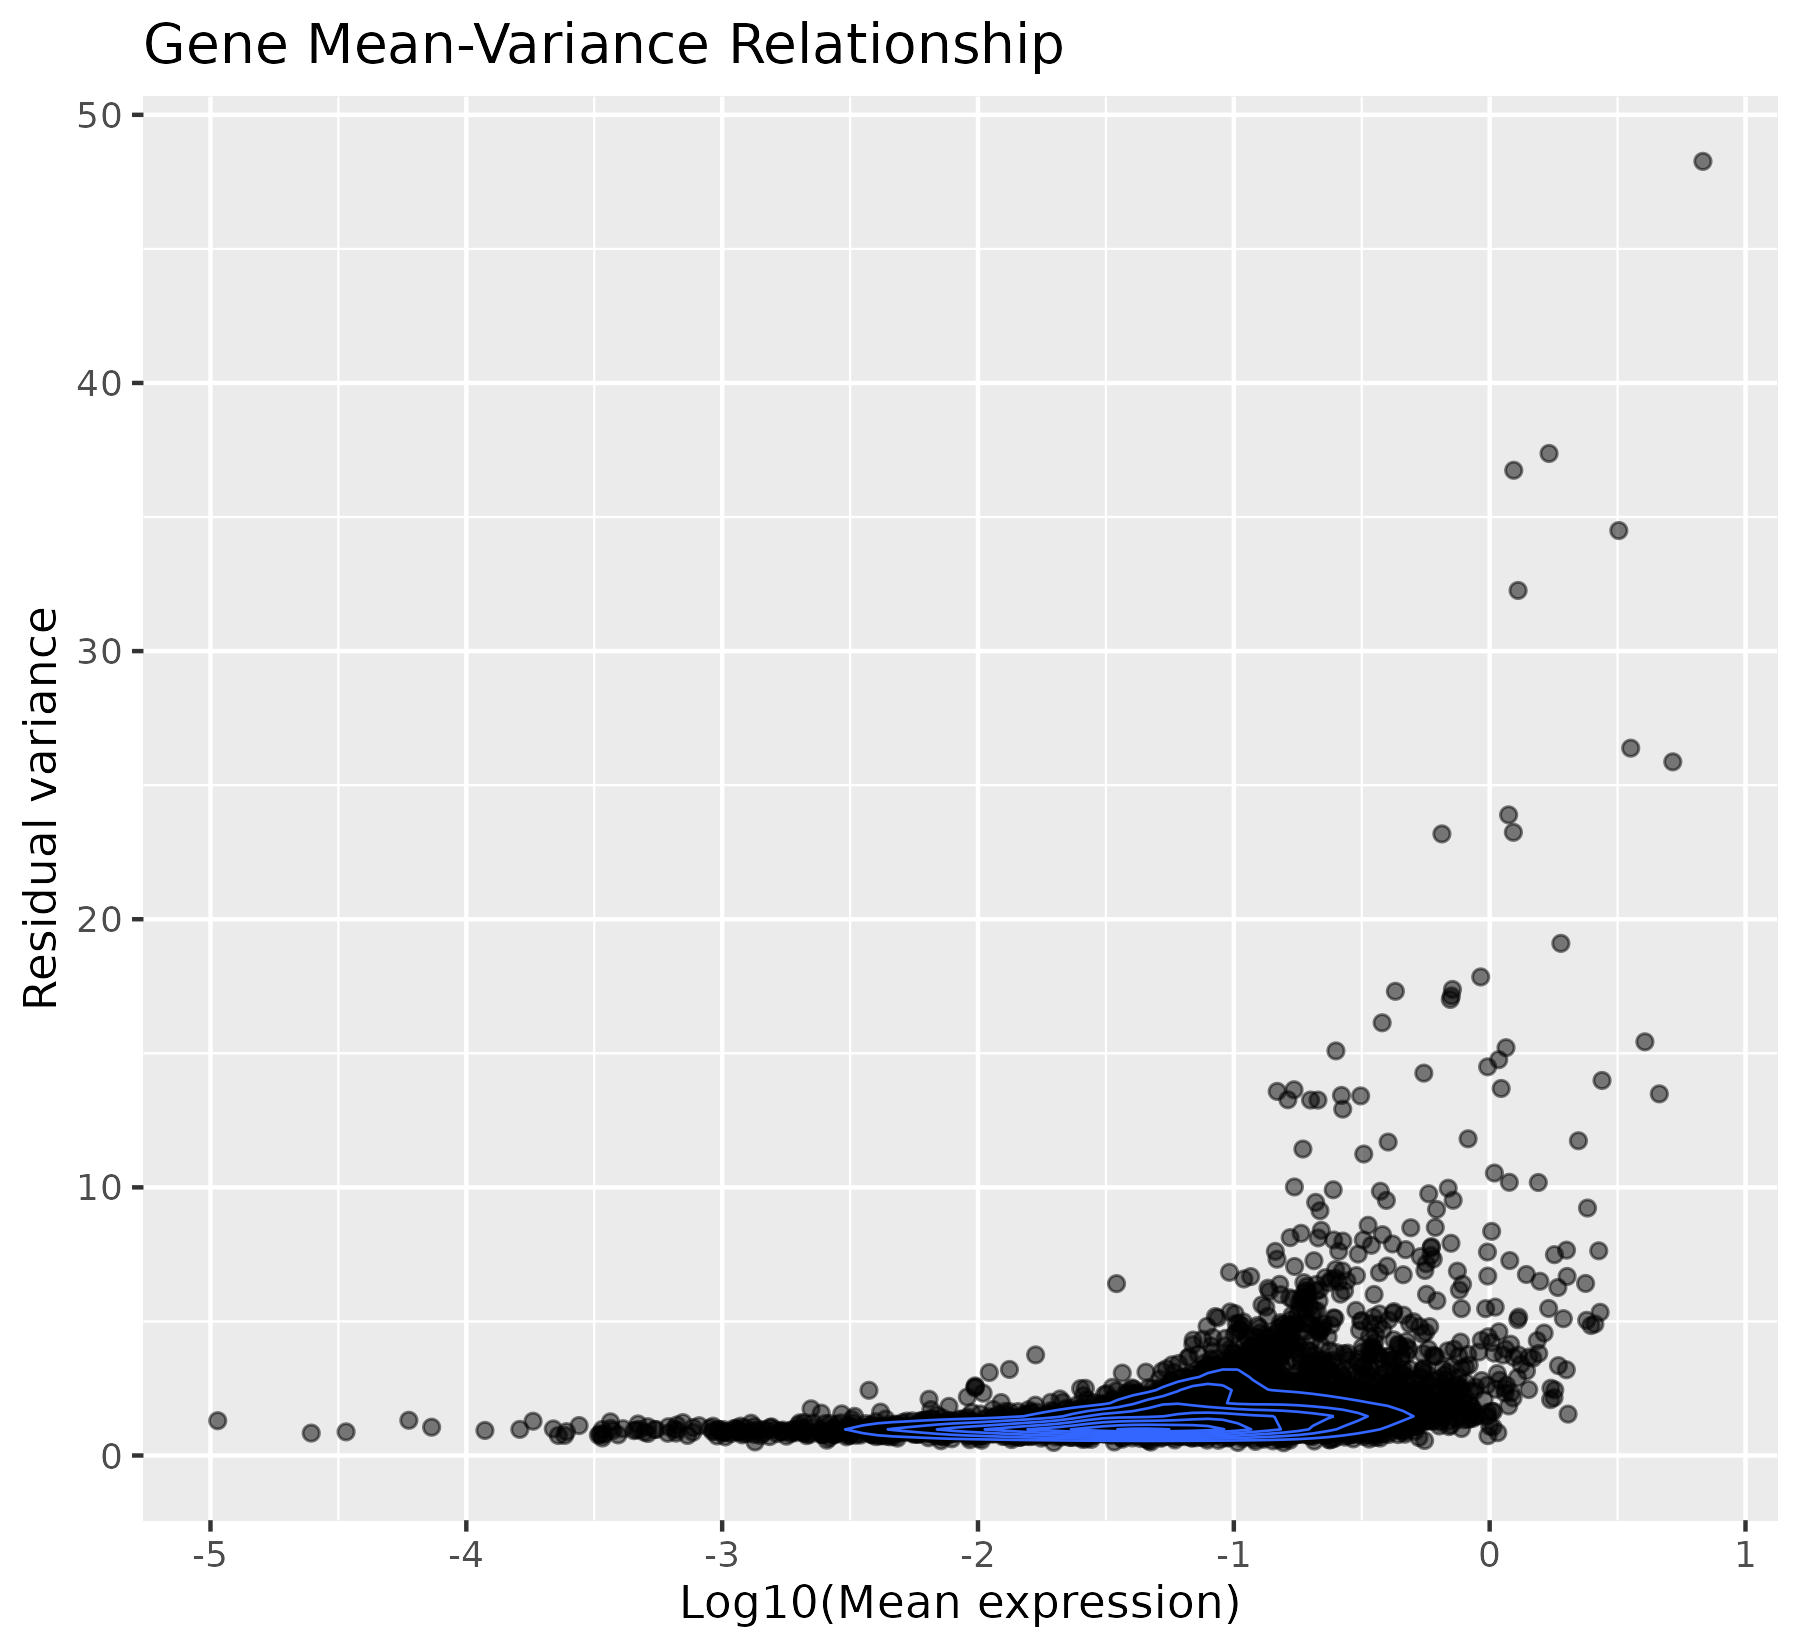 Gene Mean-Variance Relationship
50
40
30
20
10
0
Residual variance
-5 -4 -3 -2 -1 0 1
Log10(Mean expression)